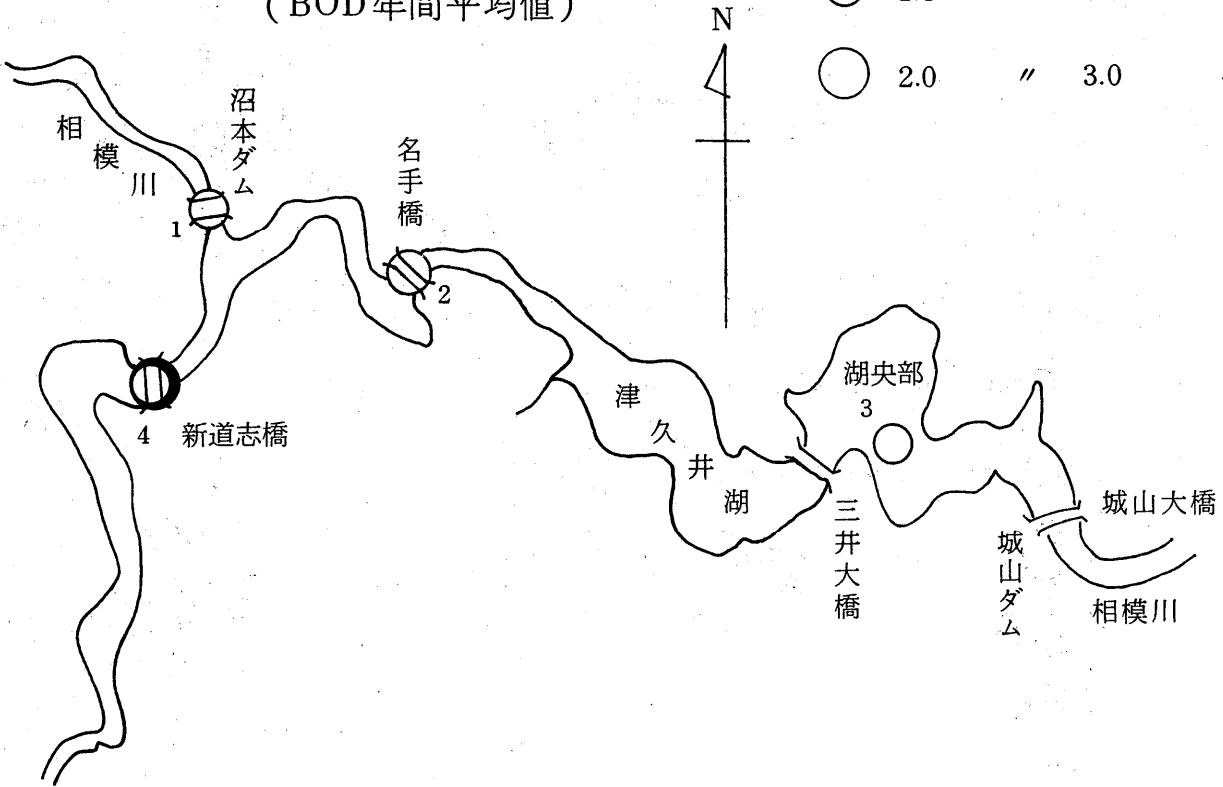 (BOD年間平均値)
N
2.0 〃 3.0
相模川
沼本ダム
1
名手橋
2
4 新道志橋
津久井湖
湖央部
3
三井大橋
城山大橋
城山ダム
相模川